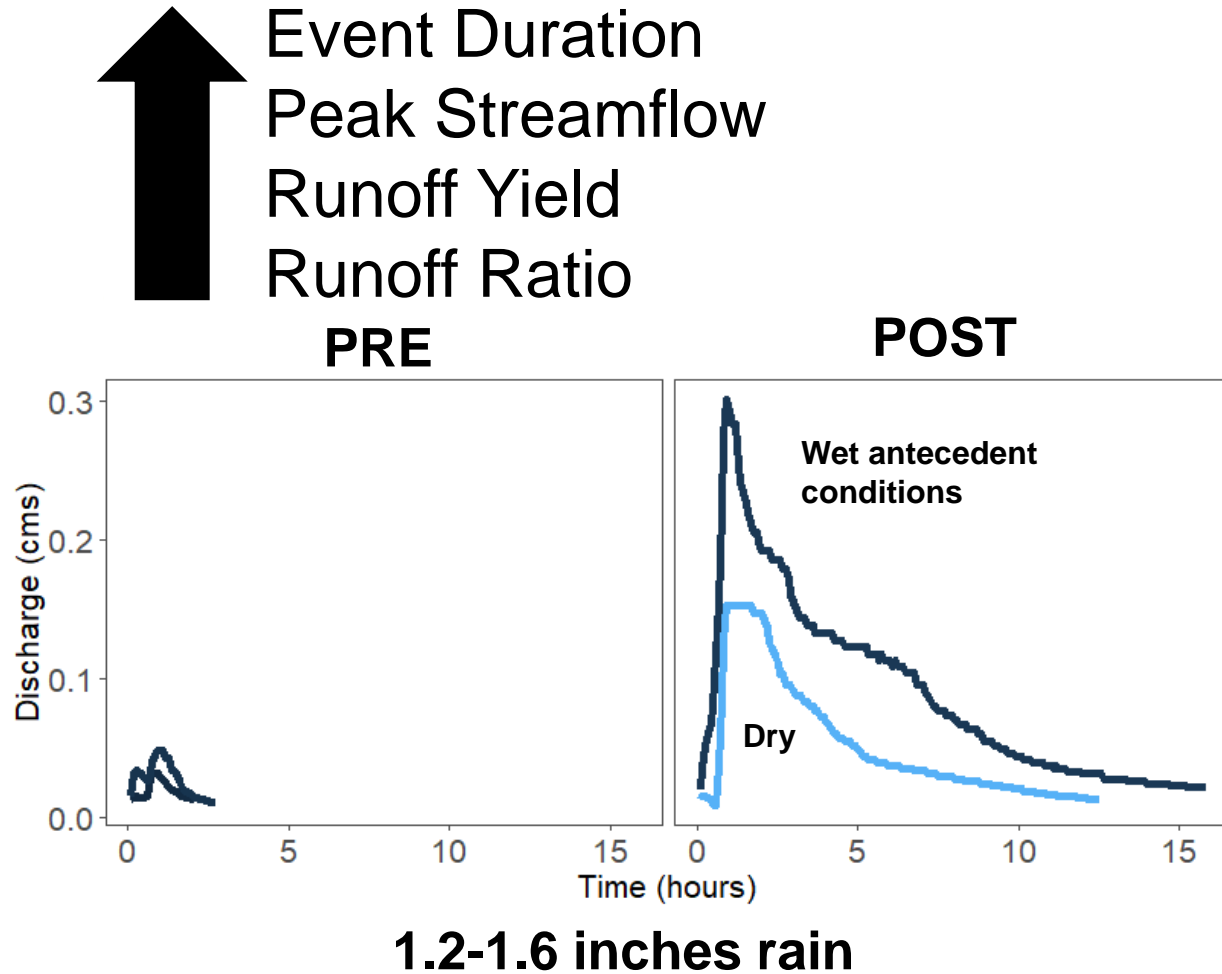 Event Duration
Peak Streamflow
Runoff Yield
Runoff Ratio
PRE
POST
0.3
0.2
0.1
0.0
Discharge (cms)
Wet antecedent
conditions
Dry
0 5 10 15
0 5 10 15
Time (hours)
1.2-1.6 inches rain